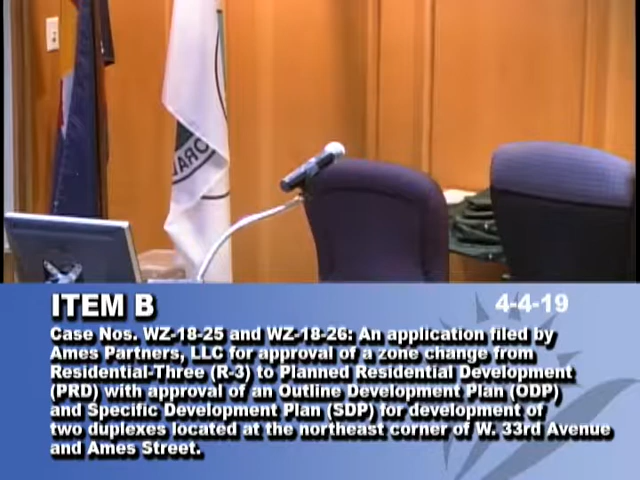 ITEM B
4-4-19
Case Nos. WZ-18-25 and WZ-18-26: An application filed by
Ames Partners, LLC for approval of a zone change from
Residential-Three (R-3) to Planned Residential Development
(PRD) with approval of an Outline Development Plan (ODP)
and Specific Development Plan (SDP) for development of
two duplexes located at the northeast corner of W. 33rd Avenue
and Ames Street.